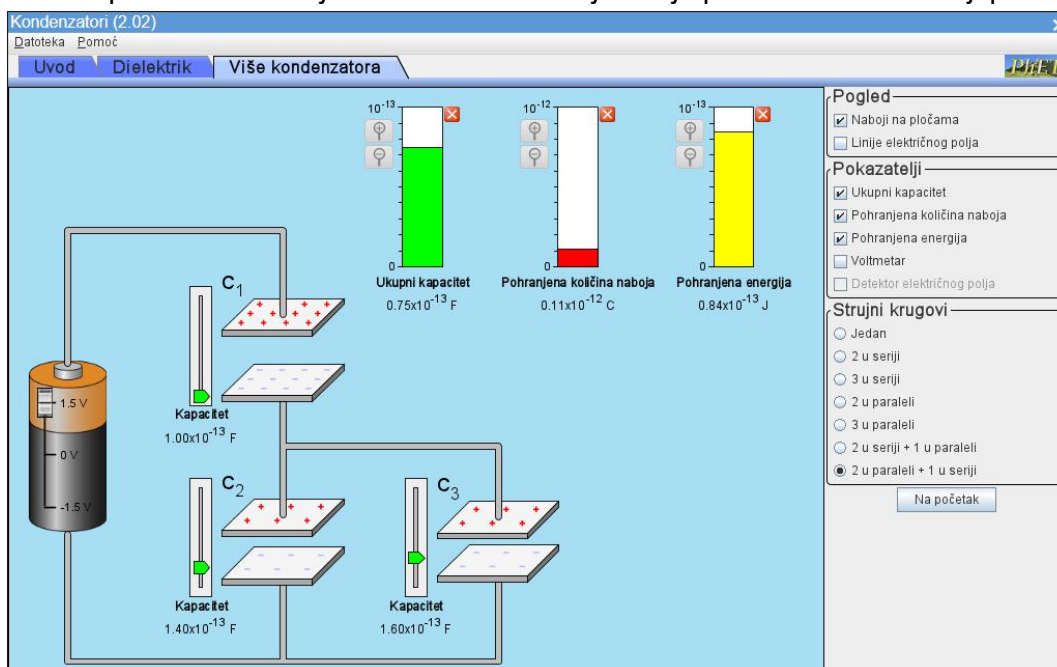 Kondenzatori (2.02)
Datoteka Pomoć
Uvod Dielektrik Više kondenzatora
PhET
10⁻¹³
0
Ukupni kapacitet
0.75x10⁻¹³ F
10⁻¹²
0
Pohranjena količina naboja
0.11x10⁻¹² C
10⁻¹³
0
Pohranjena energija
0.84x10⁻¹³ J
C₁
Kapacitet
1.00x10⁻¹³ F
1.5 V
0 V
-1.5 V
C₂
Kapacitet
1.40x10⁻¹³ F
C₃
Kapacitet
1.60x10⁻¹³ F
Pogled
Naboji na pločama
Linije električnog polja
Pokazatelji
Ukupni kapacitet
Pohranjena količina naboja
Pohranjena energija
Voltmetar
Detektor električnog polja
Strujni krugovi
Jedan
2 u seriji
3 u seriji
2 u paraleli
3 u paraleli
2 u seriji + 1 u paraleli
2 u paraleli + 1 u seriji
Na početak